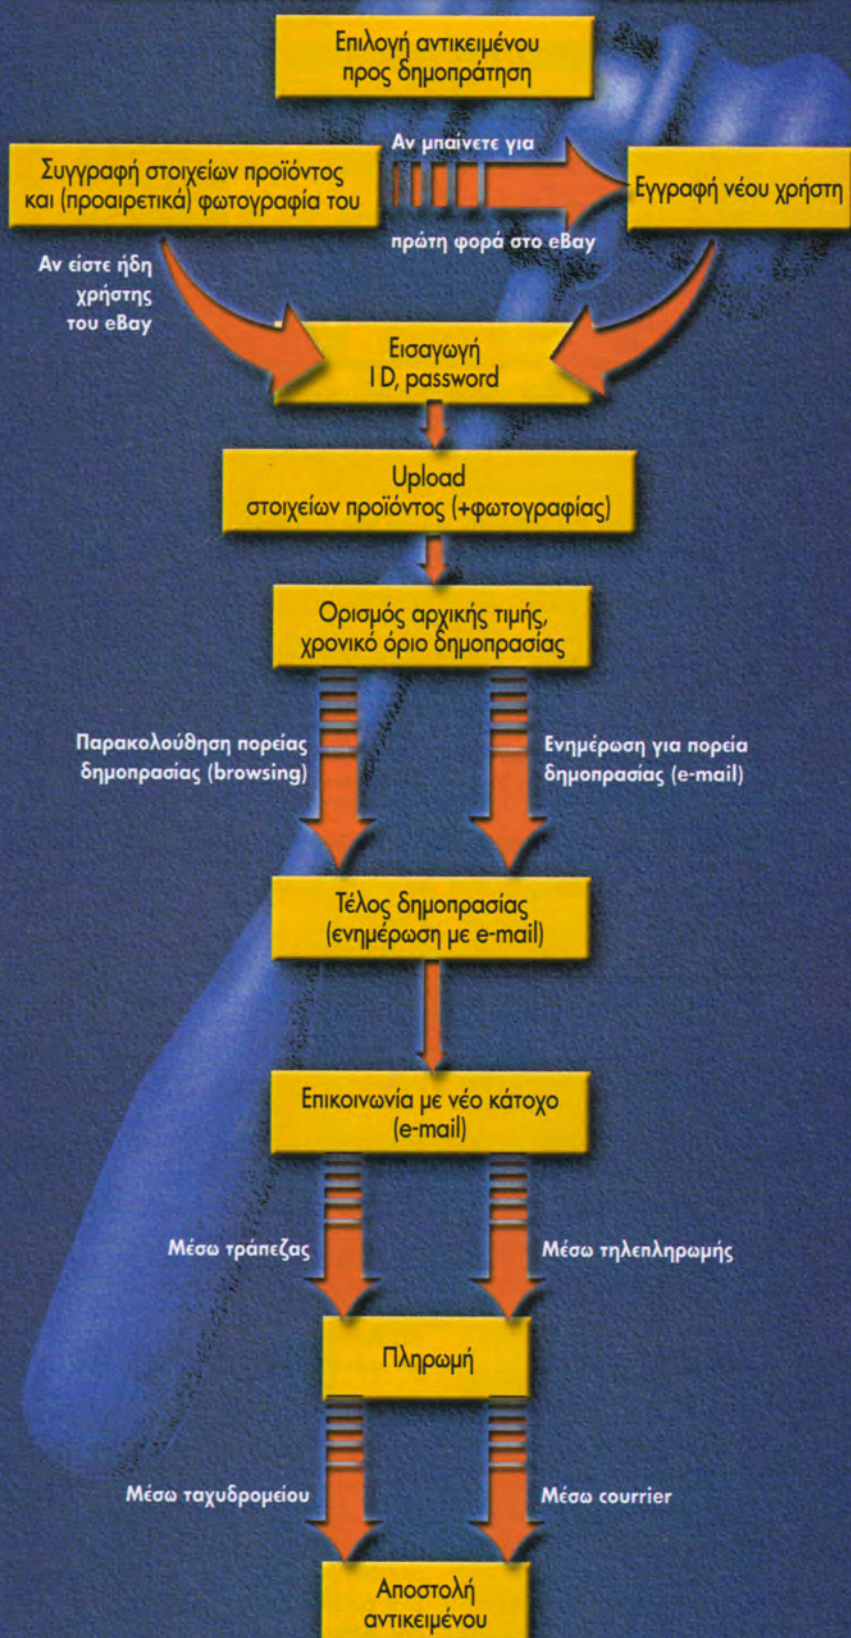 Επιλογή αντικειμένου
προς δημοπράτηση
Συγγραφή στοιχείων προϊόντος
και (προαιρετικά) φωτογραφία του
Αν μπαίνετε για
πρώτη φορά στο eBay
Εγγραφή νέου χρήστη
Αν είστε ήδη
χρήστης
του eBay
Εισαγωγή
I D, password
Upload
στοιχείων προϊόντος (+φωτογραφίας)
Ορισμός αρχικής τιμής,
χρονικό όριο δημοπρασίας
Παρακολούθηση πορείας
δημοπρασίας (browsing)
Ενημέρωση για πορεία
δημοπρασίας (e-mail)
Τέλος δημοπρασίας
(ενημέρωση με e-mail)
Επικοινωνία με νέο κάτοχο
(e-mail)
Μέσω τράπεζας
Μέσω τηλεπληρωμής
Πληρωμή
Μέσω ταχυδρομείου
Μέσω courrier
Αποστολή
αντικειμένου